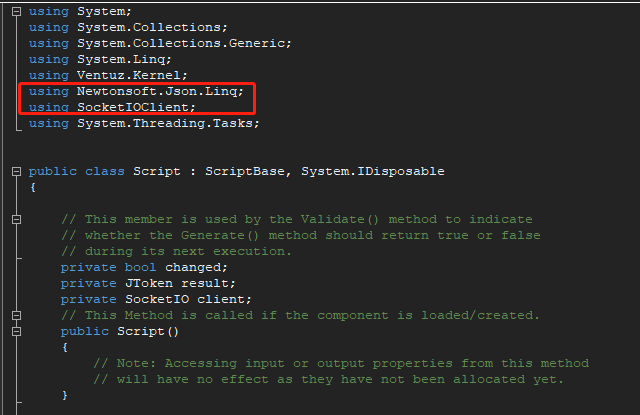 using System;
using System.Collections;
using System.Collections.Generic;
using System.Linq;
using Ventuz.Kernel;
using Newtonsoft.Json.Linq;
using SocketIOClient;
using System.Threading.Tasks;
public class Script : ScriptBase, System.IDisposable
{
// This member is used by the Validate() method to indicate
// whether the Generate() method should return true or false
// during its next execution.
private bool changed;
private JToken result;
private SocketIO client;
// This Method is called if the component is loaded/created.
public Script()
{
// Note: Accessing input or output properties from this method
// will have no effect as they have not been allocated yet.
}